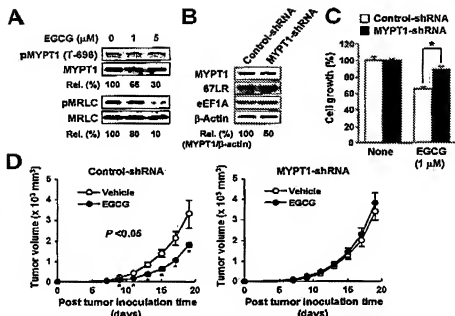 A
EGCG (μM) 0 1 5
pMYPT1 (T-696)
MYPT1
Rel. (%) 100 65 30
pMRLC
MRLC
Rel. (%) 100 80 10
B
Control-shRNA
MYPT1-shRNA
MYPT1
67LR
eEF1A
β-Actin
Rel. (%) 100 50
(MYPT1/β-actin)
C
Control-shRNA
MYPT1-shRNA
Cell growth (%)
120
100
80
60
40
20
0
*
None EGCG
(1 μM)
D
Control-shRNA
Vehicle
EGCG
P <0.05
Tumor volume (x 10³ mm³)
5
4
3
2
1
0
0 5 10 15 20
Post tumor inoculation time
(days)
MYPT1-shRNA
Vehicle
EGCG
Tumor volume (x 10³ mm³)
5
4
3
2
1
0
0 5 10 15 20
Post tumor inoculation time
(days)